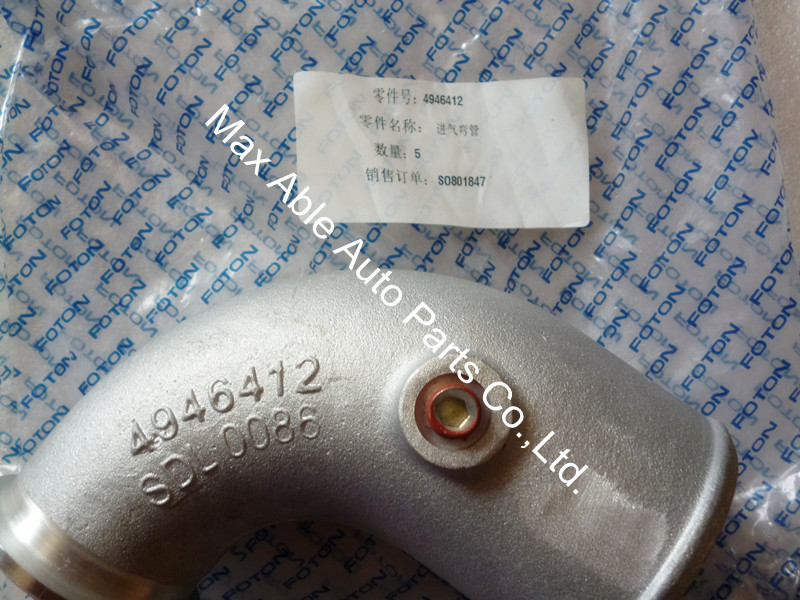 零件号: 4946412
零件名称: 进气弯管
数量: 5
销售订单: SO801847
Max Able Auto Parts Co.,Ltd.
4946412
SDL 0086
FOTON